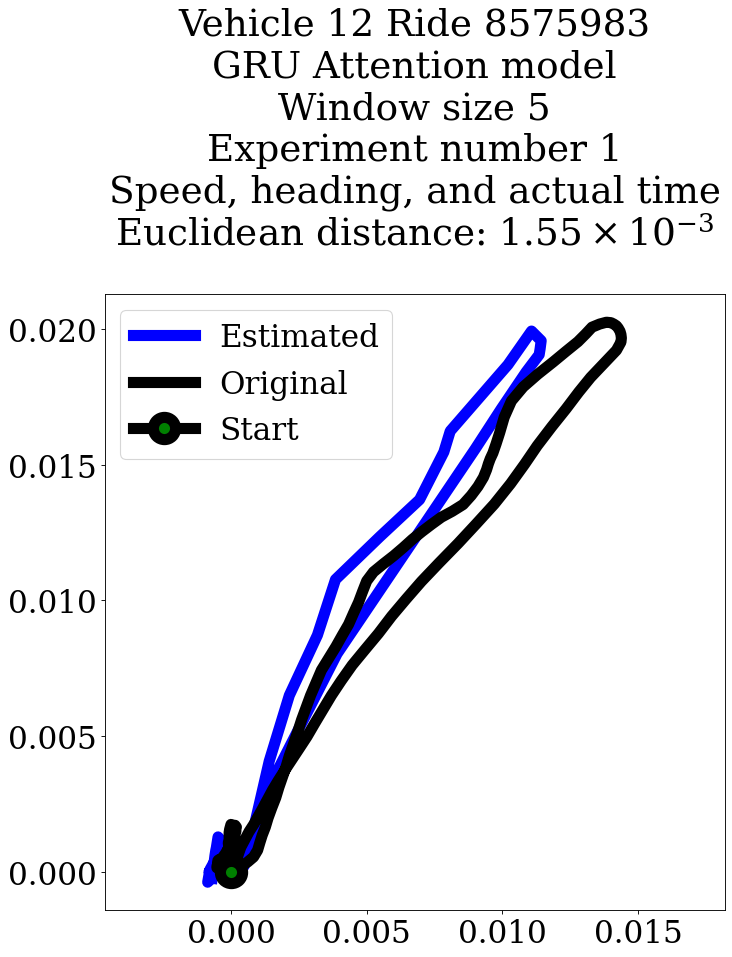 Vehicle 12 Ride 8575983
GRU Attention model
Window size 5
Experiment number 1
Speed, heading, and actual time
Euclidean distance: 1.55 × 10⁻³
Estimated
Original
Start
0.020
0.015
0.010
0.005
0.000
0.000 0.005 0.010 0.015